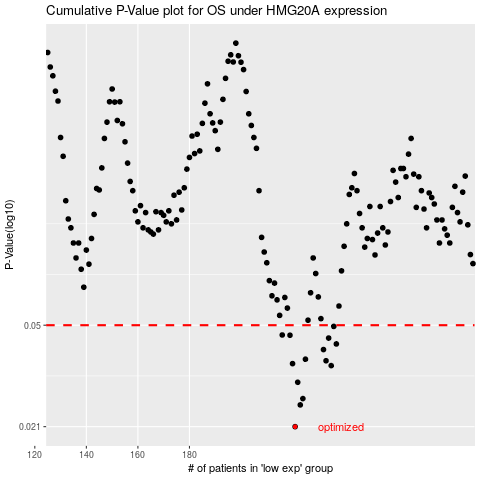 Cumulative P-Value plot for OS under HMG20A expression
P-Value(log10)
0.05
0.021
optimized
120 140 160 180
# of patients in 'low exp' group